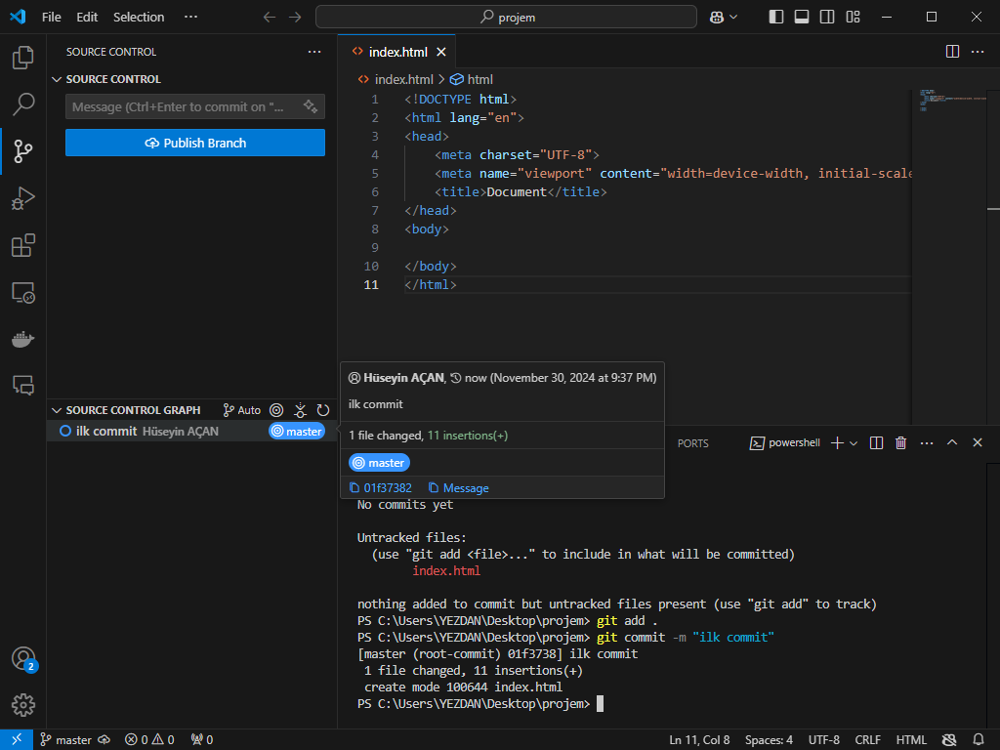 File Edit Selection ···
projem
SOURCE CONTROL
SOURCE CONTROL
Message (Ctrl+Enter to commit on "...
Publish Branch
index.html
index.html > html
1 <!DOCTYPE html>
2 <html lang="en">
3 <head>
4 <meta charset="UTF-8">
5 <meta name="viewport" content="width=device-width, initial-scale
6 <title>Document</title>
7 </head>
8 <body>
9
10 </body>
11 </html>
SOURCE CONTROL GRAPH Auto
ilk commit Hüseyin AÇAN master
Hüseyin AÇAN, now (November 30, 2024 at 9:37 PM)
ilk commit
1 file changed, 11 insertions(+)
master
01f37382 Message
PORTS powershell
No commits yet
Untracked files:
(use "git add <file>..." to include in what will be committed)
index.html
nothing added to commit but untracked files present (use "git add" to track)
PS C:\Users\YEZDAN\Desktop\projem> git add .
PS C:\Users\YEZDAN\Desktop\projem> git commit -m "ilk commit"
[master (root-commit) 01f3738] ilk commit
1 file changed, 11 insertions(+)
create mode 100644 index.html
PS C:\Users\YEZDAN\Desktop\projem>
2
master 0 0 0
Ln 11, Col 8 Spaces: 4 UTF-8 CRLF HTML